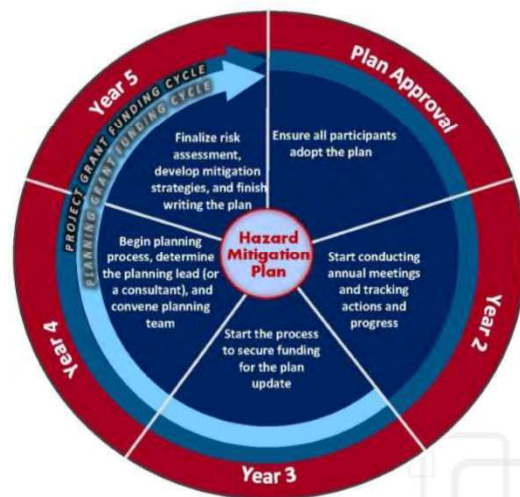 Plan Approval
Year 2
Year 3
Year 4
Year 5
PROJECT GRANT FUNDING CYCLE
PLANNING GRANT FUNDING CYCLE
Ensure all participants
adopt the plan
Start conducting
annual meetings
and tracking
actions and
progress
Start the process
to secure funding
for the plan
update
Begin planning
process, determine
the planning lead (or
a consultant), and
convene planning
team
Finalize risk
assessment,
develop mitigation
strategies, and finish
writing the plan
Hazard
Mitigation
Plan